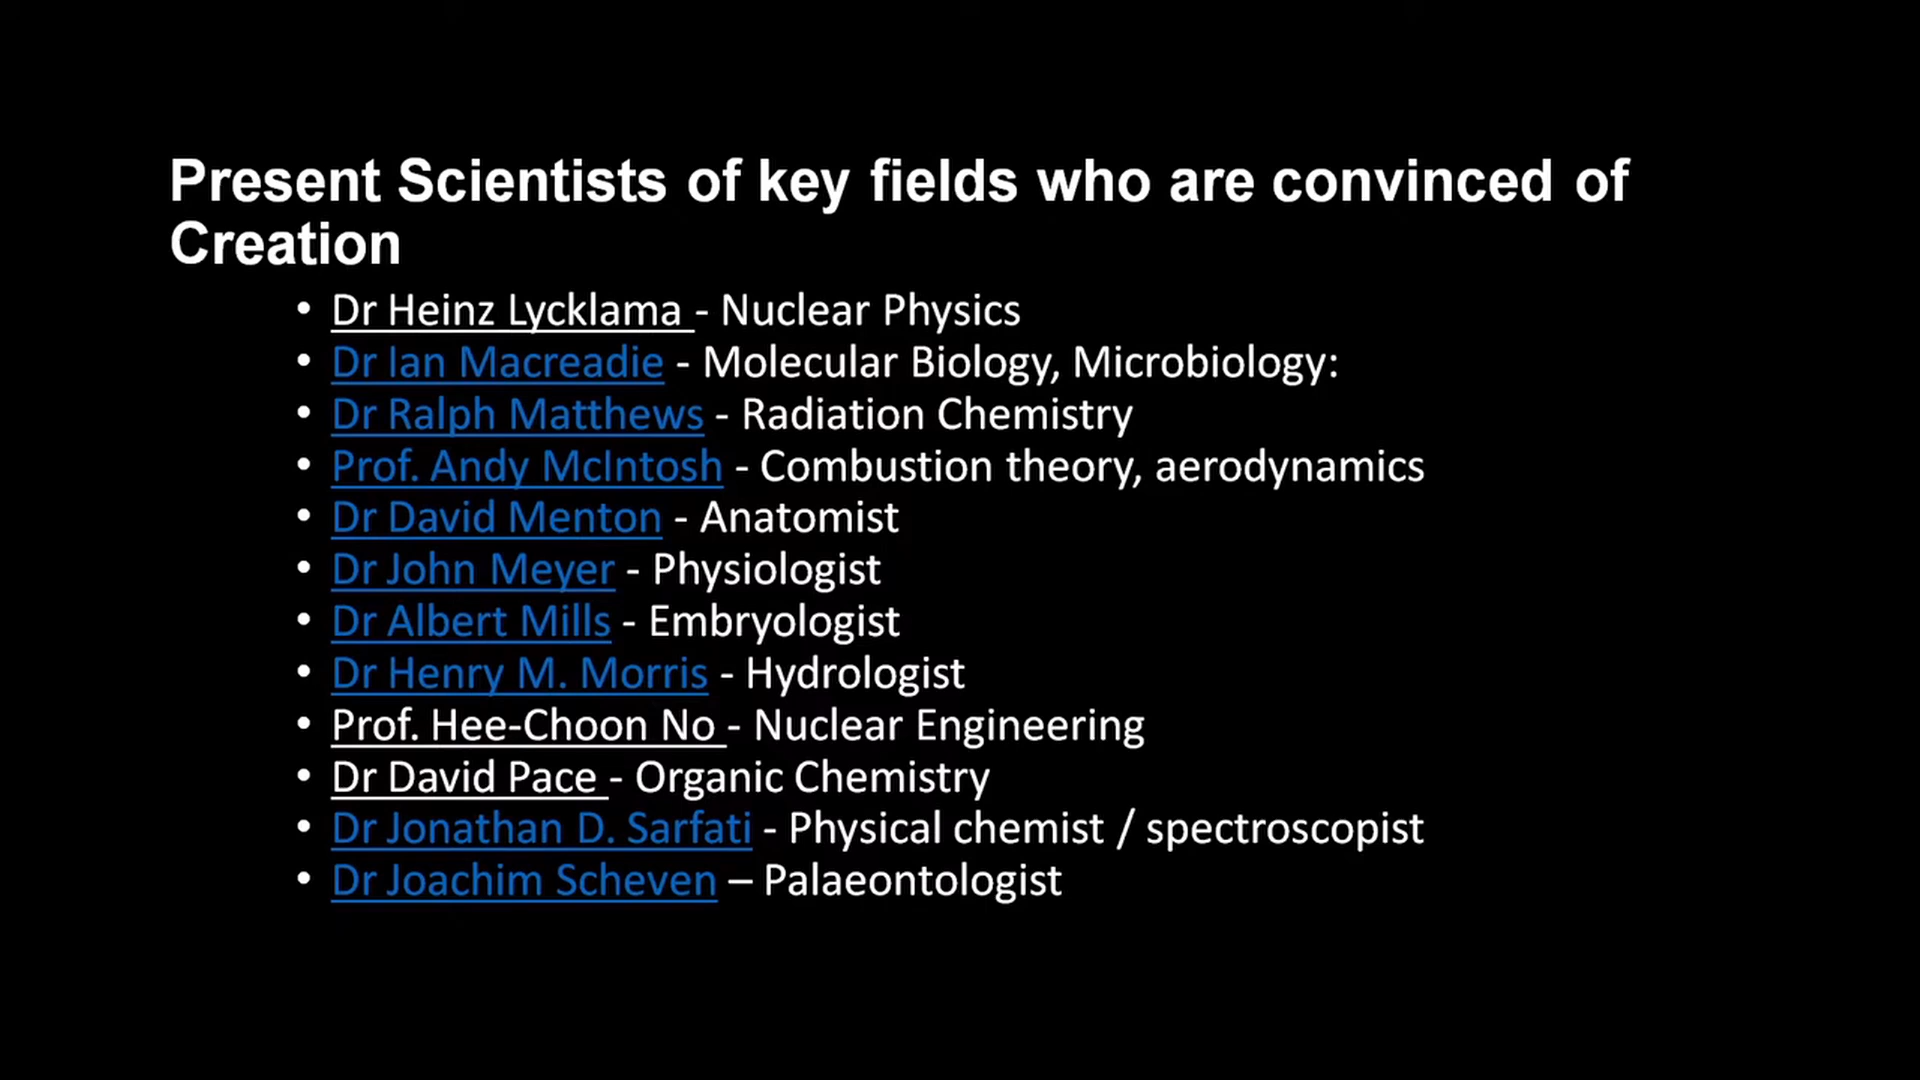 Present Scientists of key fields who are convinced of
Creation
• Dr Heinz Lycklama - Nuclear Physics
• Dr Ian Macreadie - Molecular Biology, Microbiology:
• Dr Ralph Matthews - Radiation Chemistry
• Prof. Andy McIntosh - Combustion theory, aerodynamics
• Dr David Menton - Anatomist
• Dr John Meyer - Physiologist
• Dr Albert Mills - Embryologist
• Dr Henry M. Morris - Hydrologist
• Prof. Hee-Choon No - Nuclear Engineering
• Dr David Pace - Organic Chemistry
• Dr Jonathan D. Sarfati - Physical chemist / spectroscopist
• Dr Joachim Scheven – Palaeontologist